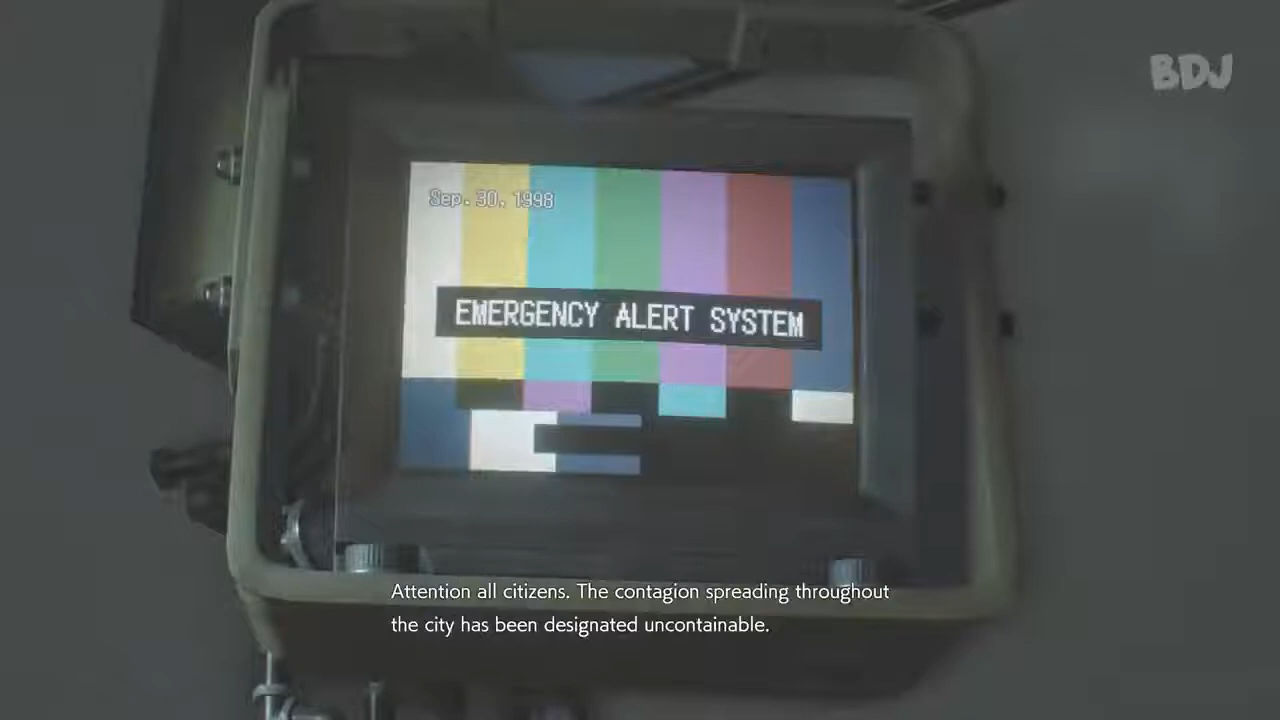 BDJ
Sep. 30. 1998
EMERGENCY ALERT SYSTEM
Attention all citizens. The contagion spreading throughout
the city has been designated uncontainable.